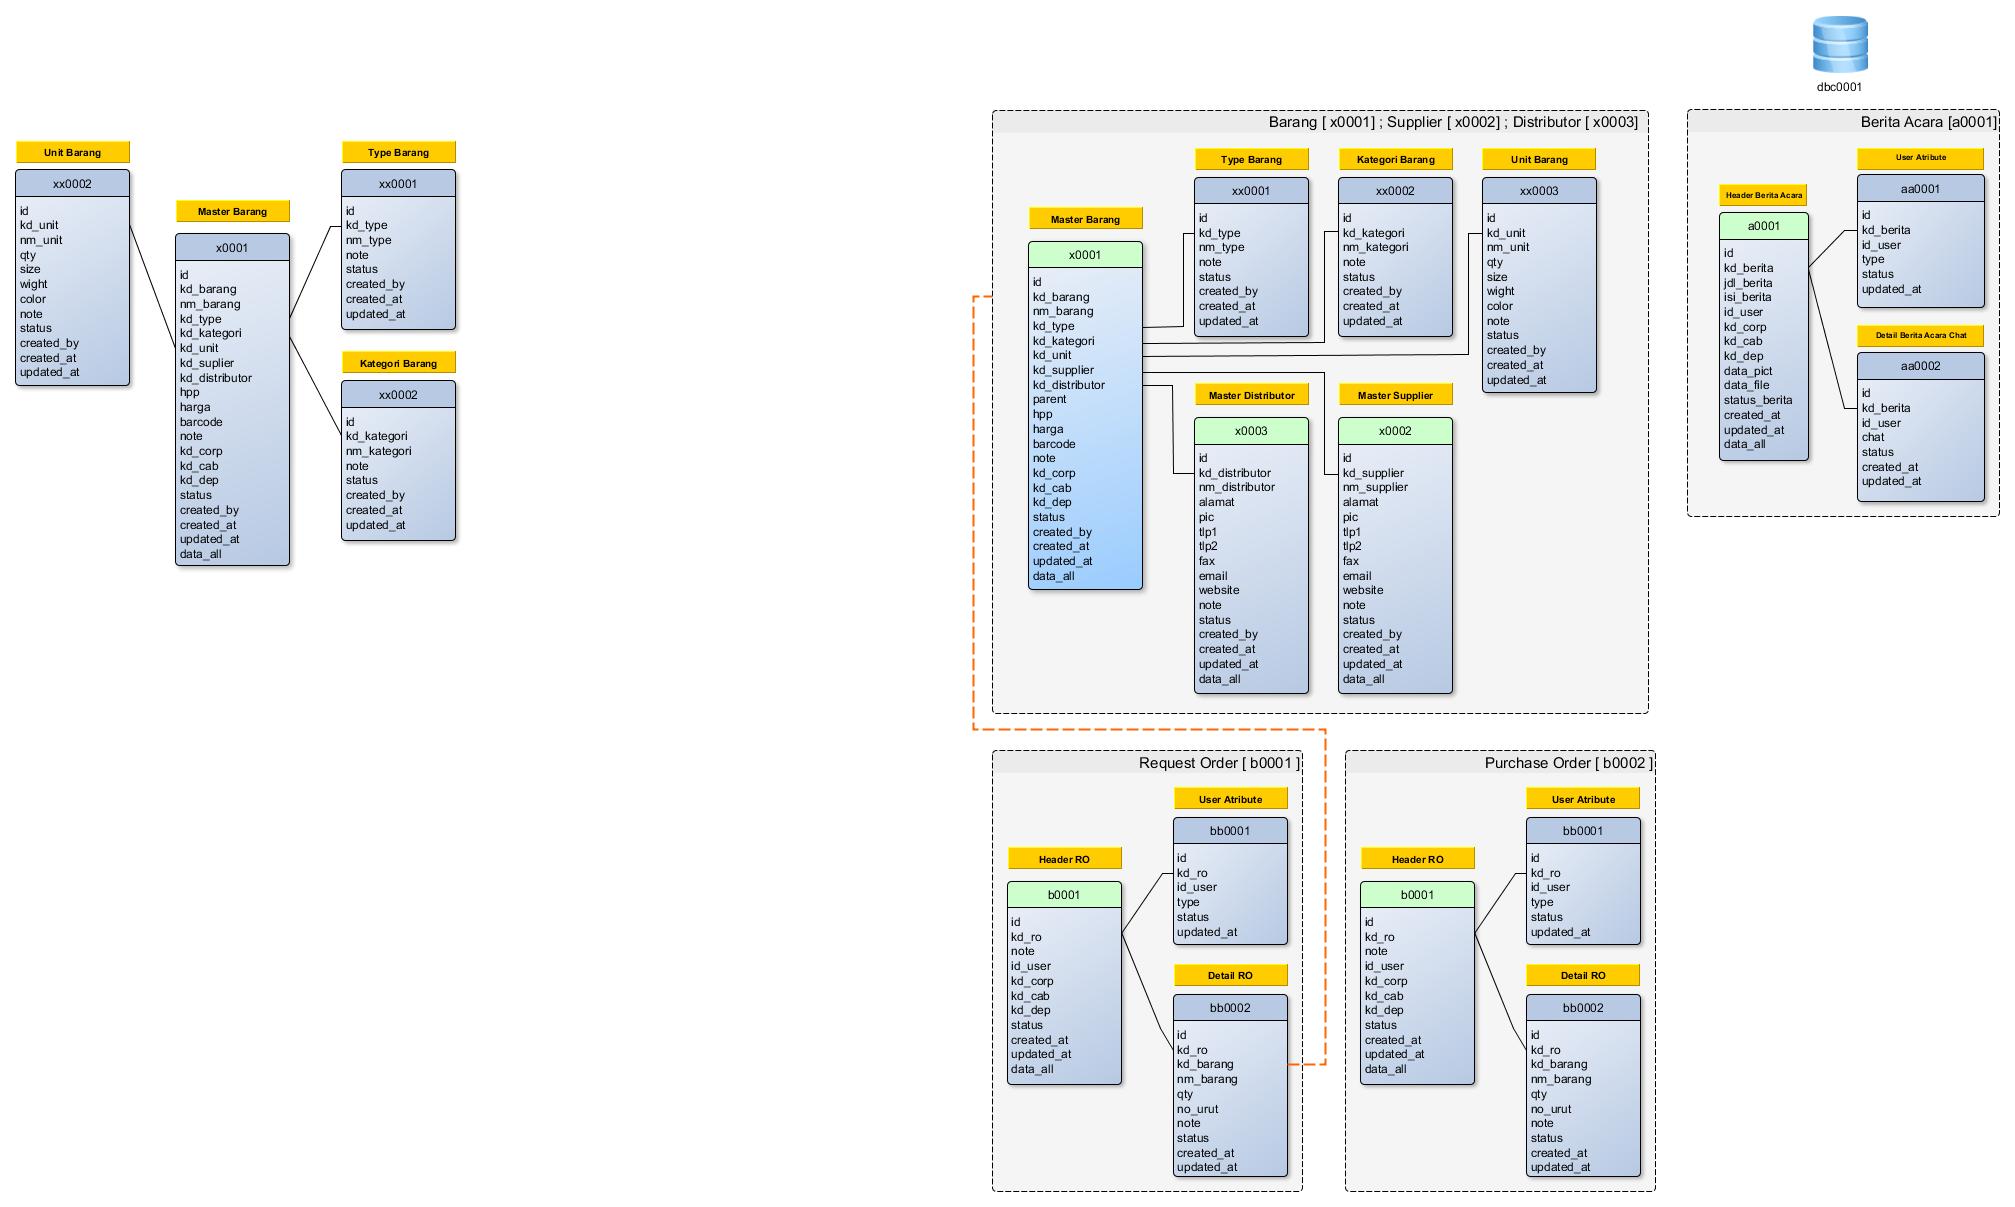 dbc0001
Unit Barang
xx0002
id
kd_unit
nm_unit
qty
size
wight
color
note
status
created_by
created_at
updated_at
Master Barang
x0001
id
kd_barang
nm_barang
kd_type
kd_kategori
kd_unit
kd_suplier
kd_distributor
hpp
harga
barcode
note
kd_corp
kd_cab
kd_dep
status
created_by
created_at
updated_at
data_all
Type Barang
xx0001
id
kd_type
nm_type
note
status
created_by
created_at
updated_at
Kategori Barang
xx0002
id
kd_kategori
nm_kategori
note
status
created_by
created_at
updated_at
Barang [ x0001] ; Supplier [ x0002] ; Distributor [ x0003]
Master Barang
x0001
id
kd_barang
nm_barang
kd_type
kd_kategori
kd_unit
kd_supplier
kd_distributor
parent
hpp
harga
barcode
note
kd_corp
kd_cab
kd_dep
status
created_by
created_at
updated_at
data_all
Type Barang
xx0001
id
kd_type
nm_type
note
status
created_by
created_at
updated_at
Kategori Barang
xx0002
id
kd_kategori
nm_kategori
note
status
created_by
created_at
updated_at
Unit Barang
xx0003
id
kd_unit
nm_unit
qty
size
wight
color
note
status
created_by
created_at
updated_at
Master Distributor
x0003
id
kd_distributor
nm_distributor
alamat
pic
tlp1
tlp2
fax
email
website
note
status
created_by
created_at
updated_at
data_all
Master Supplier
x0002
id
kd_supplier
nm_supplier
alamat
pic
tlp1
tlp2
fax
email
website
note
status
created_by
created_at
updated_at
data_all
Berita Acara [a0001]
Header Berita Acara
a0001
id
kd_berita
jdl_berita
isi_berita
id_user
kd_corp
kd_cab
kd_dep
data_pict
data_file
status_berita
created_at
updated_at
data_all
User Atribute
aa0001
id
kd_berita
id_user
type
status
updated_at
Detail Berita Acara Chat
aa0002
id
kd_berita
id_user
chat
status
created_at
updated_at
Request Order [ b0001 ]
Header RO
b0001
id
kd_ro
note
id_user
kd_corp
kd_cab
kd_dep
status
created_at
updated_at
data_all
User Atribute
bb0001
id
kd_ro
id_user
type
status
updated_at
Detail RO
bb0002
id
kd_ro
kd_barang
nm_barang
qty
no_urut
note
status
created_at
updated_at
Purchase Order [ b0002 ]
Header RO
b0001
id
kd_ro
note
id_user
kd_corp
kd_cab
kd_dep
status
created_at
updated_at
data_all
User Atribute
bb0001
id
kd_ro
id_user
type
status
updated_at
Detail RO
bb0002
id
kd_ro
kd_barang
nm_barang
qty
no_urut
note
status
created_at
updated_at